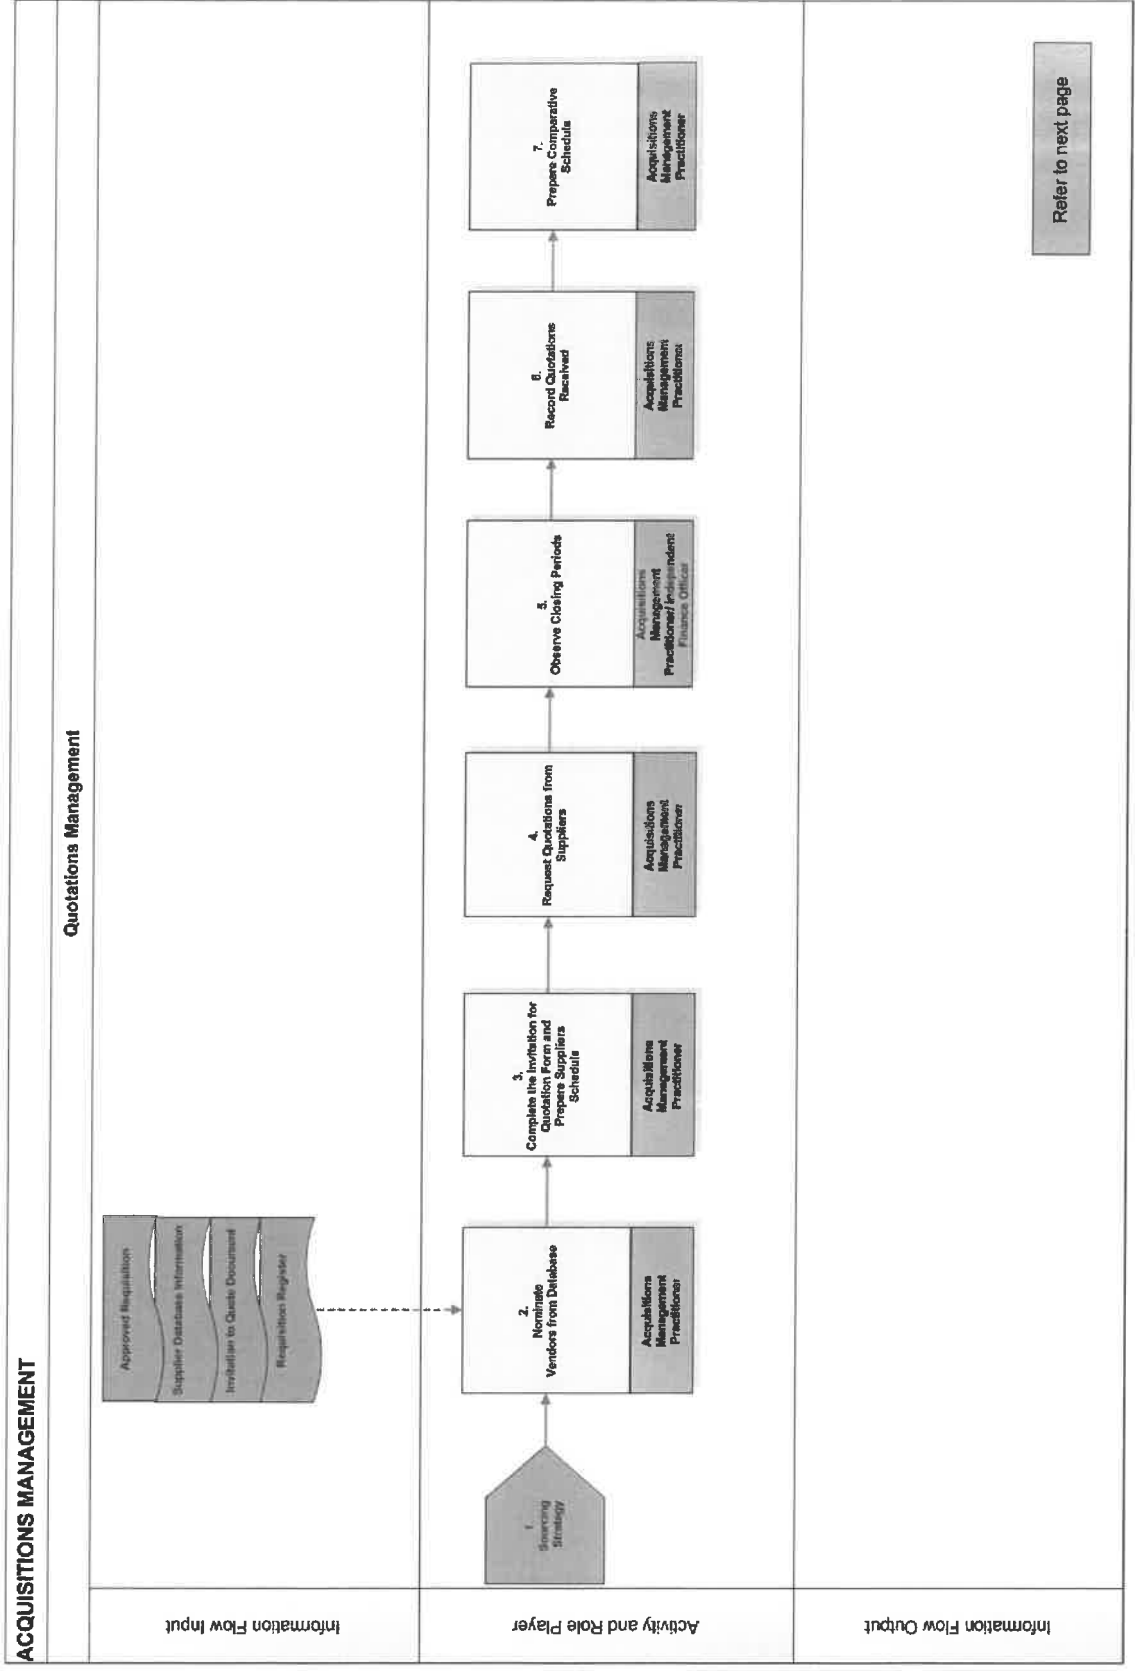 ACQUISITIONS MANAGEMENT
Quotations Management
Information Flow Input
Approved Requisition
Supplier Database Information
Invitation to Quote Document
Requisition Register
Activity and Role Player
1.
Sourcing
Strategy
2.
Nominate
Vendors from Database
Acquisitions
Management
Practitioner
3.
Complete the Invitation for
Quotation Form and
Prepare Suppliers
Schedule
Acquisitions
Management
Practitioner
4.
Request Quotations from
Suppliers
Acquisitions
Management
Practitioner
5.
Observe Closing Periods
Acquisitions
Management
Practitioner/ Independent
Finance Officer
6.
Record Quotations
Received
Acquisitions
Management
Practitioner
7.
Prepare Comparative
Schedule
Acquisitions
Management
Practitioner
Information Flow Output
Refer to next page